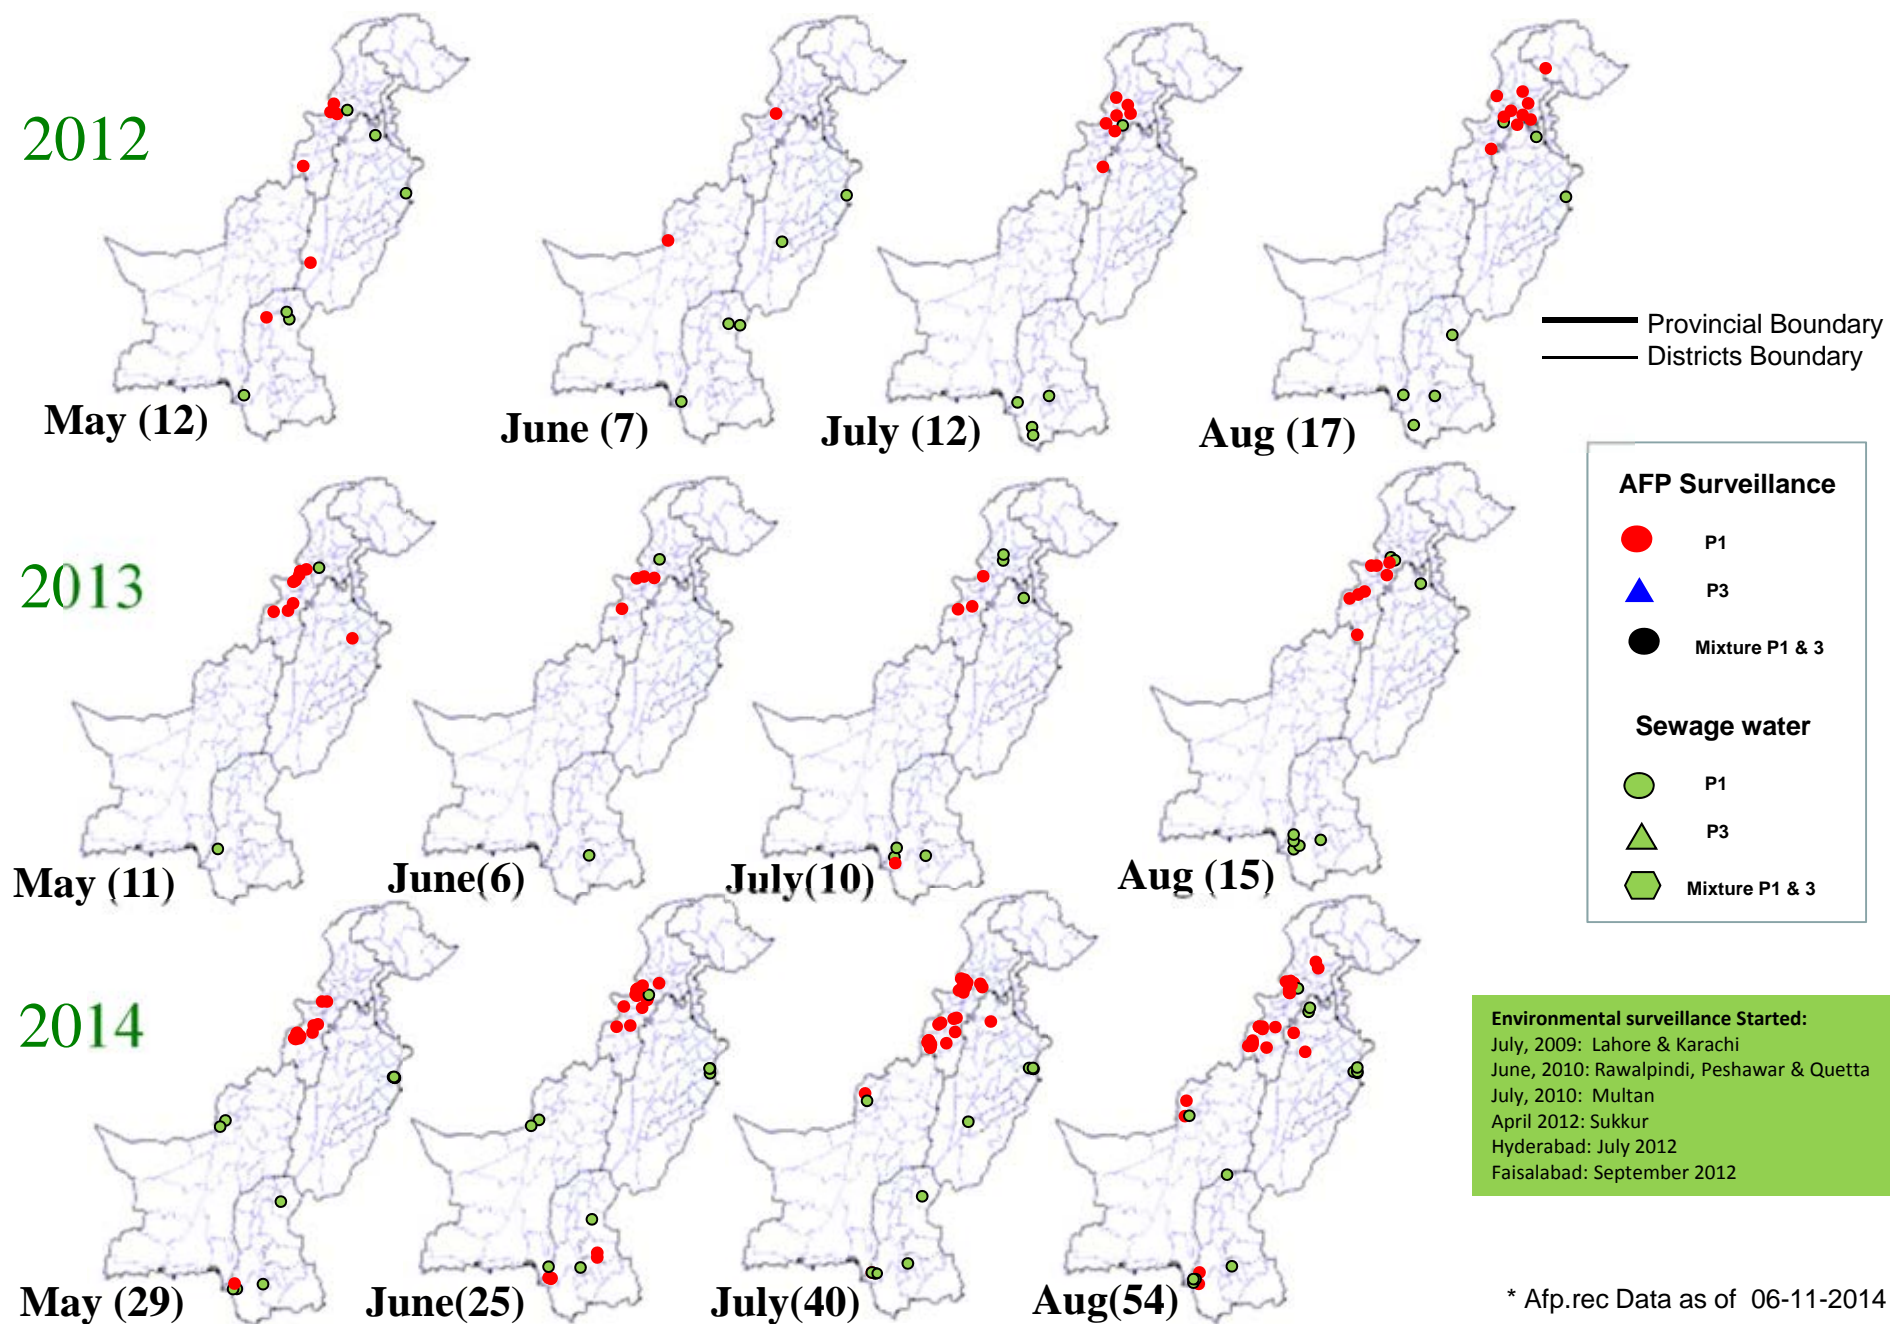 2012
May (12)
June (7)
July (12)
Aug (17)
Provincial Boundary
Districts Boundary
2013
May (11)
June(6)
July(10)
Aug (15)
AFP Surveillance
P1
P3
Mixture P1 & 3
Sewage water
P1
P3
Mixture P1 & 3
2014
May (29)
June(25)
July(40)
Aug(54)
Environmental surveillance Started:
July, 2009: Lahore & Karachi
June, 2010: Rawalpindi, Peshawar & Quetta
July, 2010: Multan
April 2012: Sukkur
Hyderabad: July 2012
Faisalabad: September 2012
* Afp.rec Data as of 06-11-2014